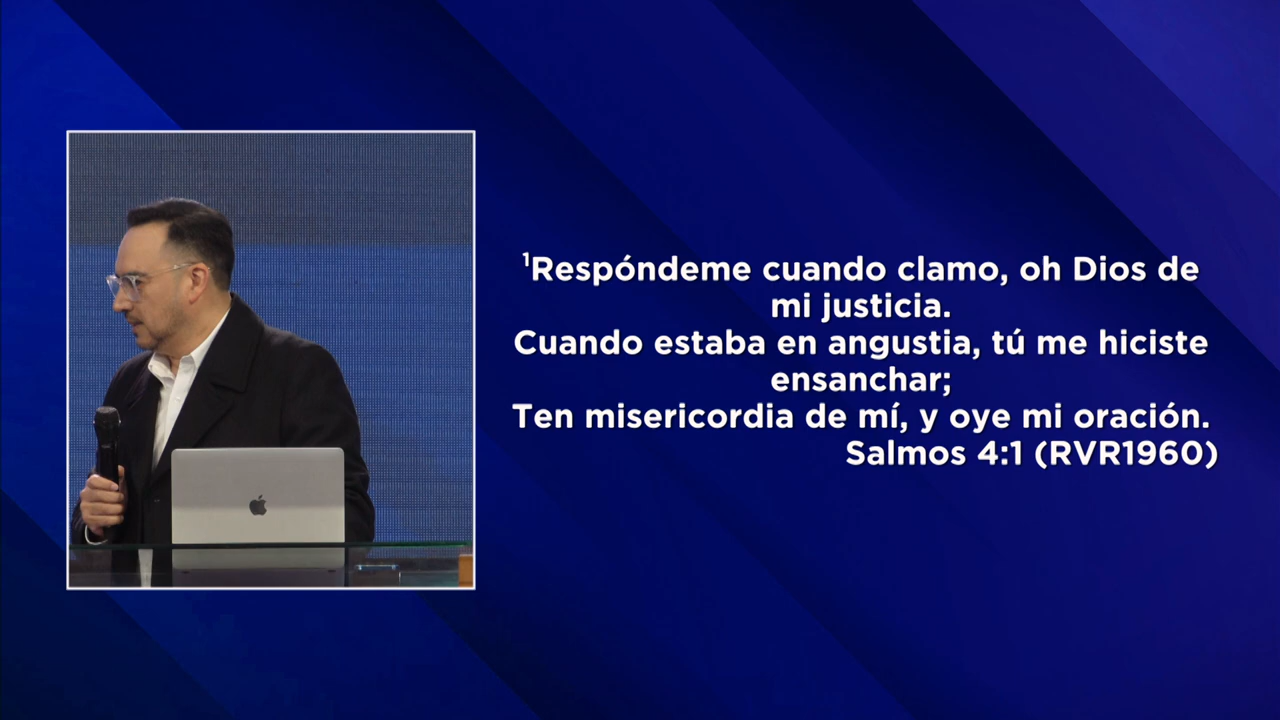 ¹Respóndeme cuando clamo, oh Dios de
mi justicia.
Cuando estaba en angustia, tú me hiciste
ensanchar;
Ten misericordia de mí, y oye mi oración.
Salmos 4:1 (RVR1960)